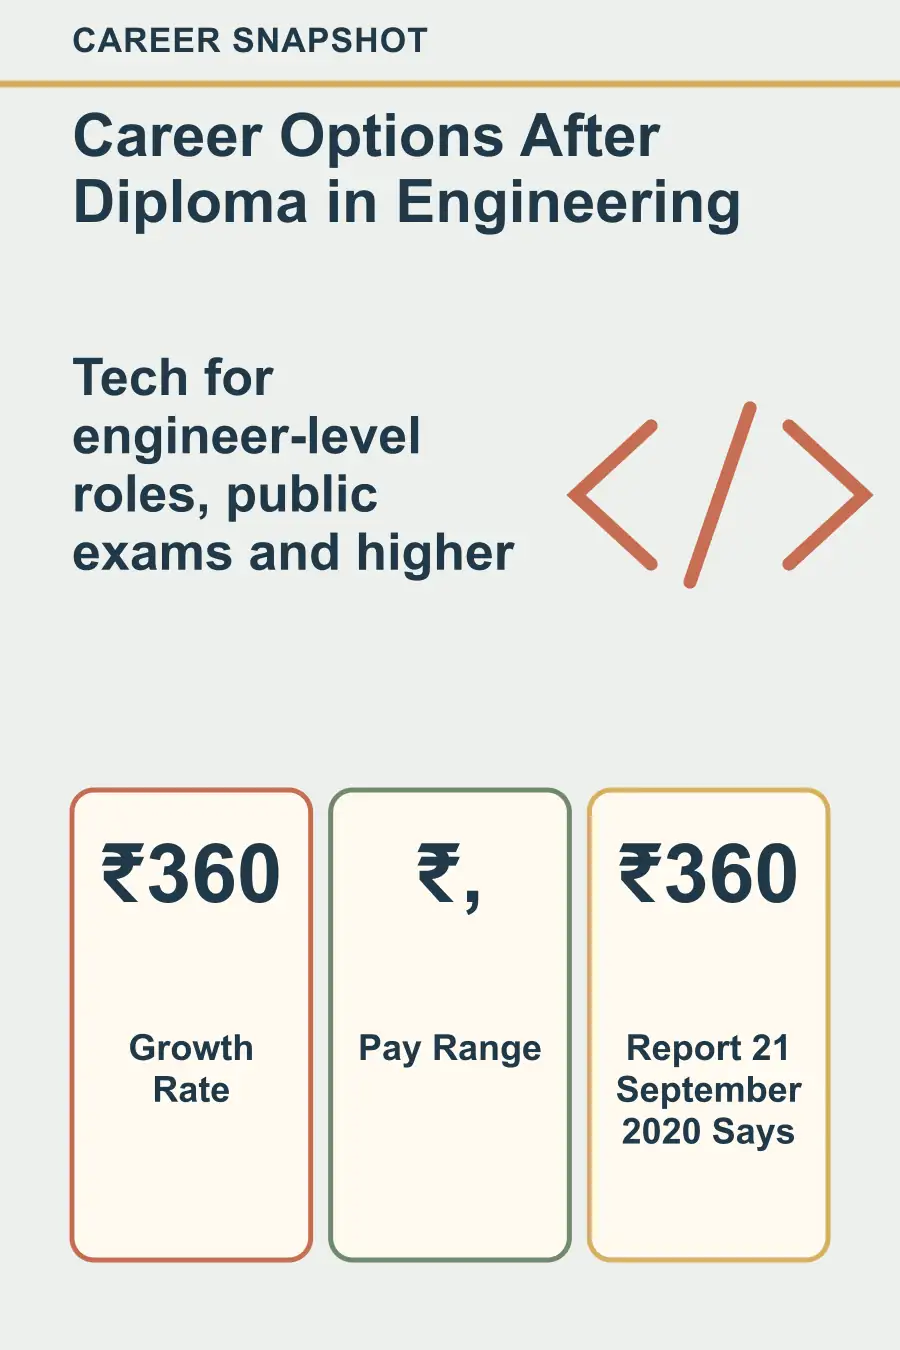 CAREER SNAPSHOT
Career Options After
Diploma in Engineering
Tech for
engineer-level
roles, public
exams and higher
₹360
Growth
Rate
₹,
Pay Range
₹360
Report 21
September
2020 Says